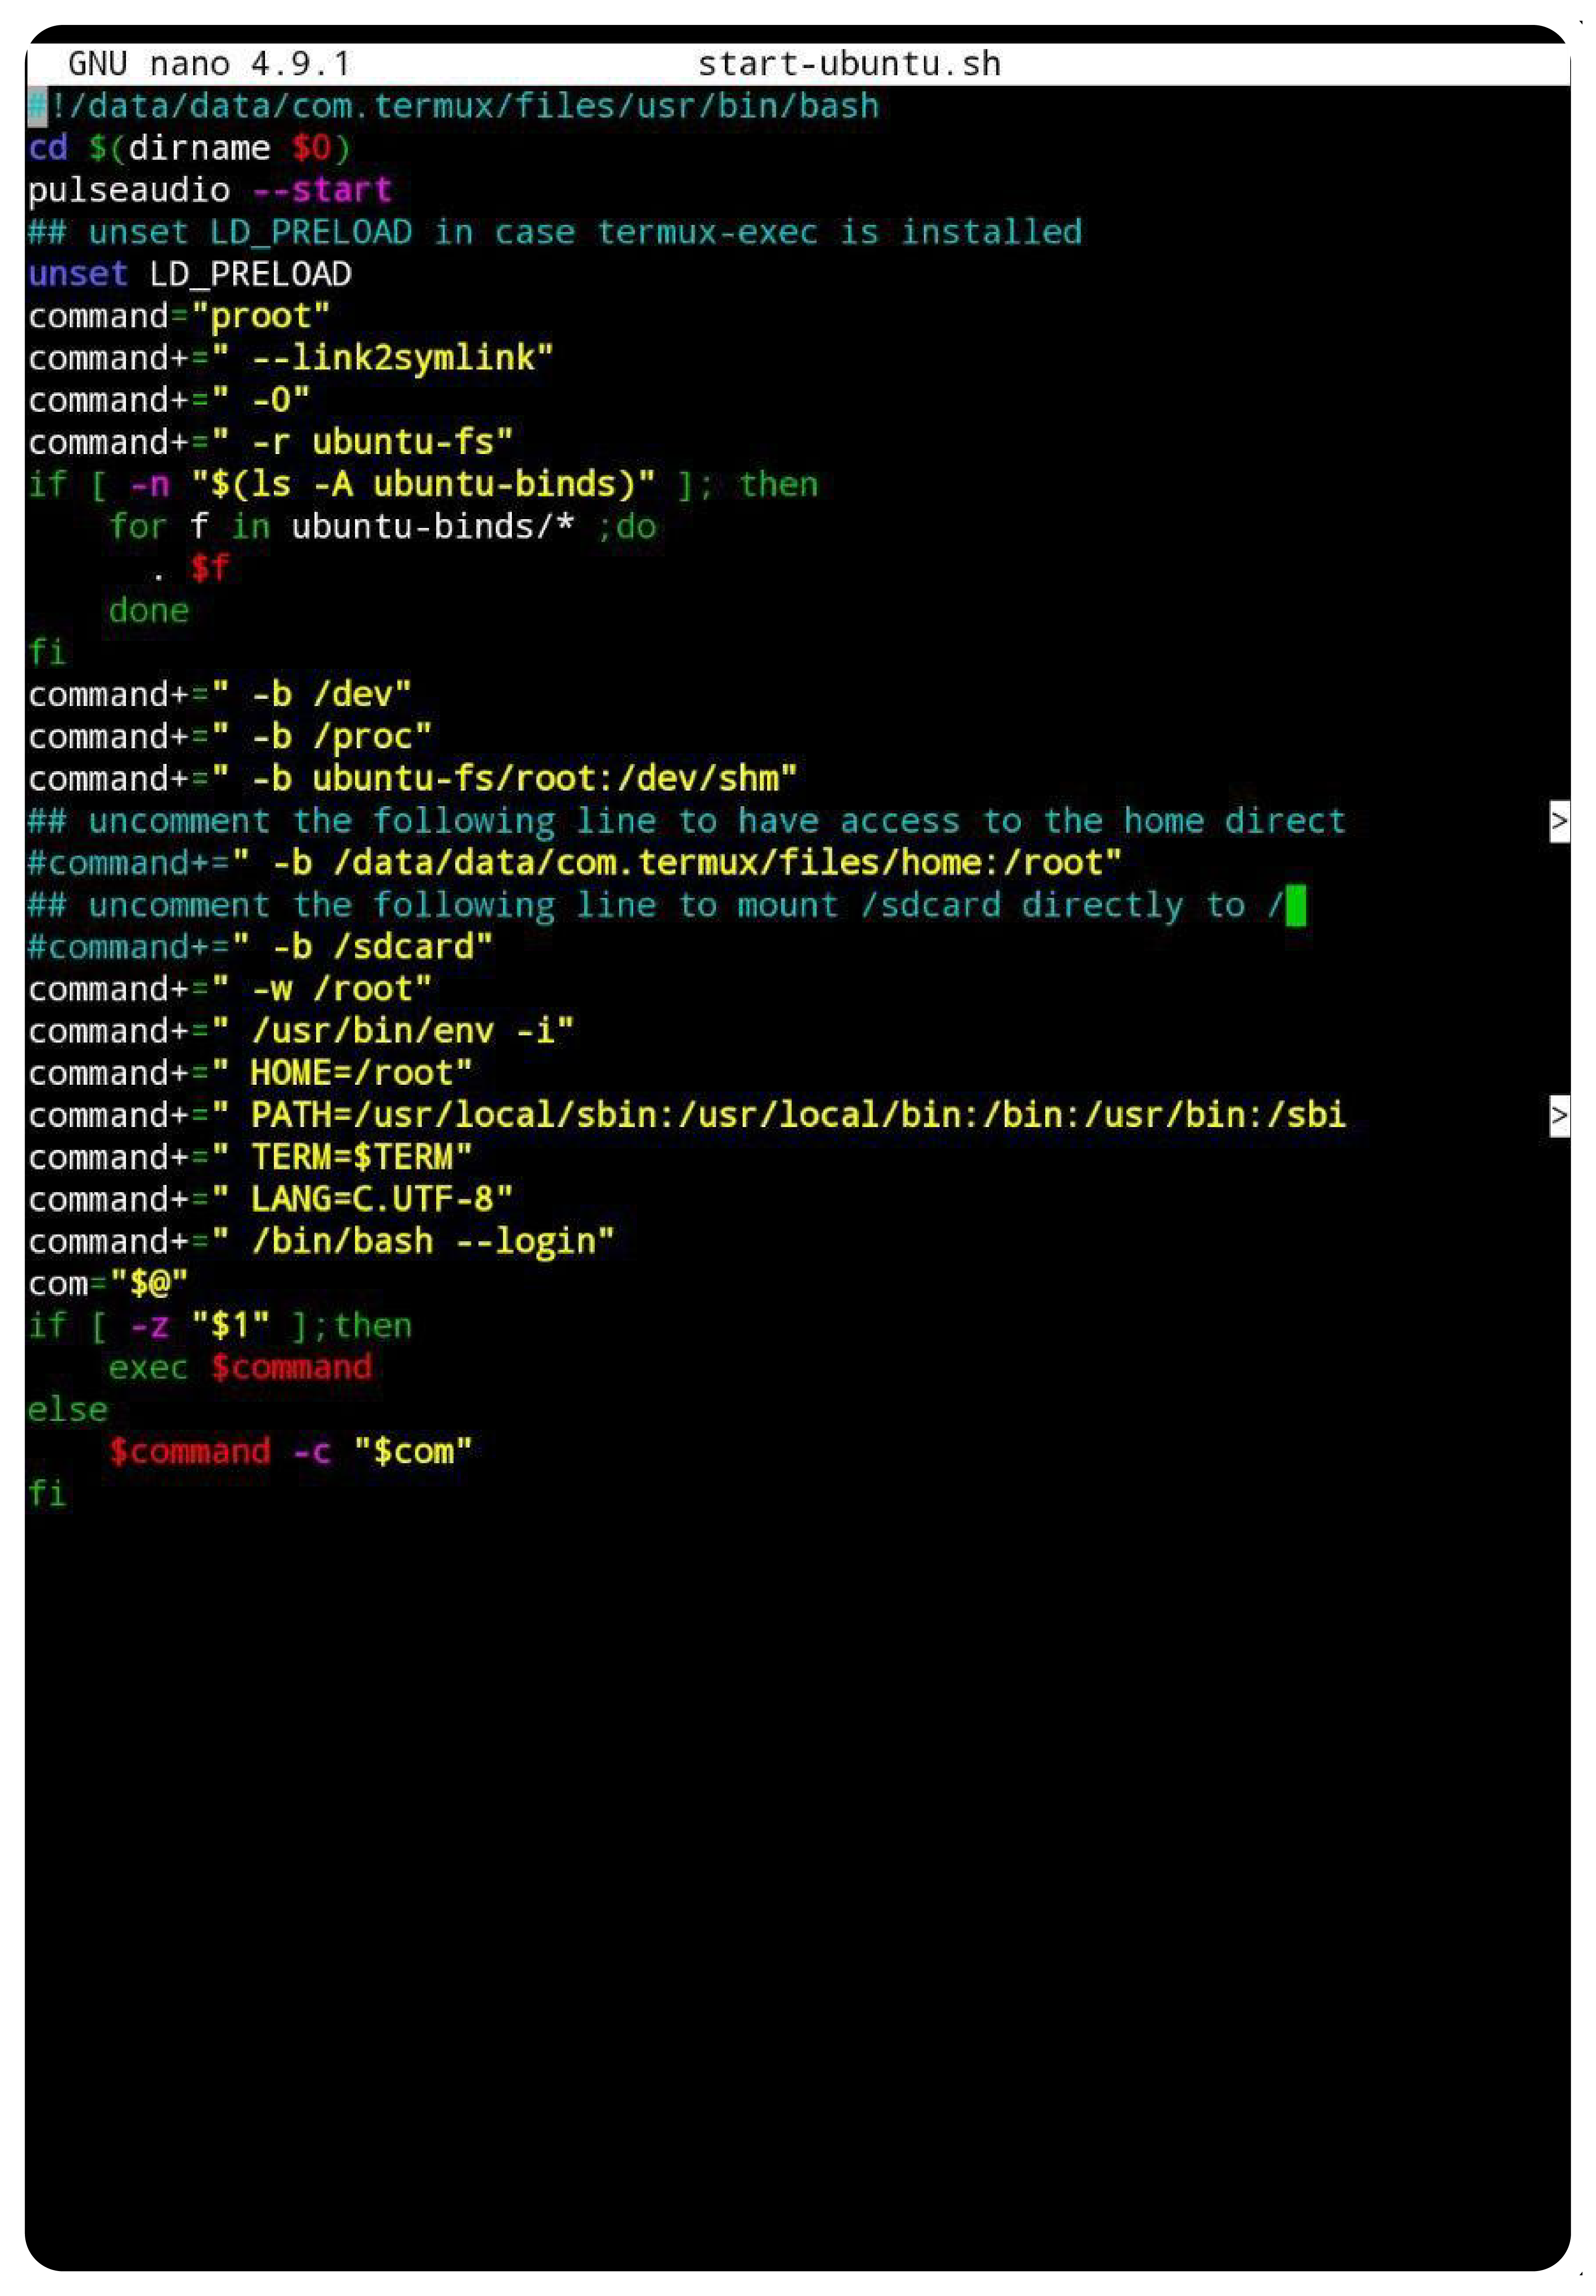 GNU nano 4.9.1 start-ubuntu.sh
#!/data/data/com.termux/files/usr/bin/bash
cd $(dirname $0)
pulseaudio --start
## unset LD_PRELOAD in case termux-exec is installed
unset LD_PRELOAD
command="proot"
command+=" --link2symlink"
command+=" -0"
command+=" -r ubuntu-fs"
if [ -n "$(ls -A ubuntu-binds)" ]; then
    for f in ubuntu-binds/* ;do
      . $f
    done
fi
command+=" -b /dev"
command+=" -b /proc"
command+=" -b ubuntu-fs/root:/dev/shm"
## uncomment the following line to have access to the home direct >
#command+=" -b /data/data/com.termux/files/home:/root"
## uncomment the following line to mount /sdcard directly to /
#command+=" -b /sdcard"
command+=" -w /root"
command+=" /usr/bin/env -i"
command+=" HOME=/root"
command+=" PATH=/usr/local/sbin:/usr/local/bin:/bin:/usr/bin:/sbi >
command+=" TERM=$TERM"
command+=" LANG=C.UTF-8"
command+=" /bin/bash --login"
com="$@"
if [ -z "$1" ];then
    exec $command
else
    $command -c "$com"
fi